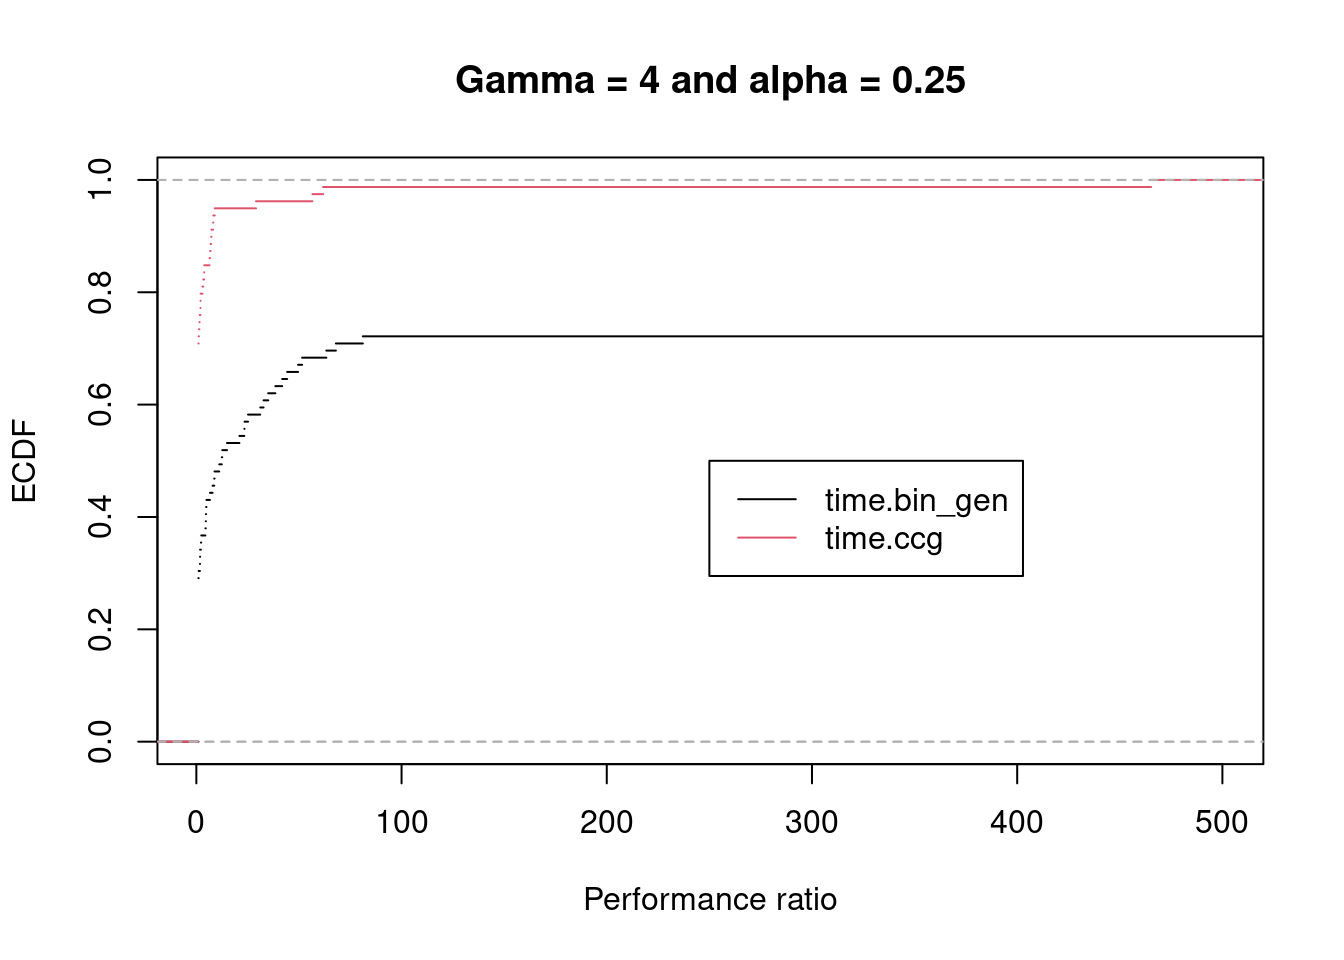 Gamma = 4 and alpha = 0.25
1.0
0.8
0.6
0.4
0.2
0.0
ECDF
time.bin_gen
time.ccg
0 100 200 300 400 500
Performance ratio